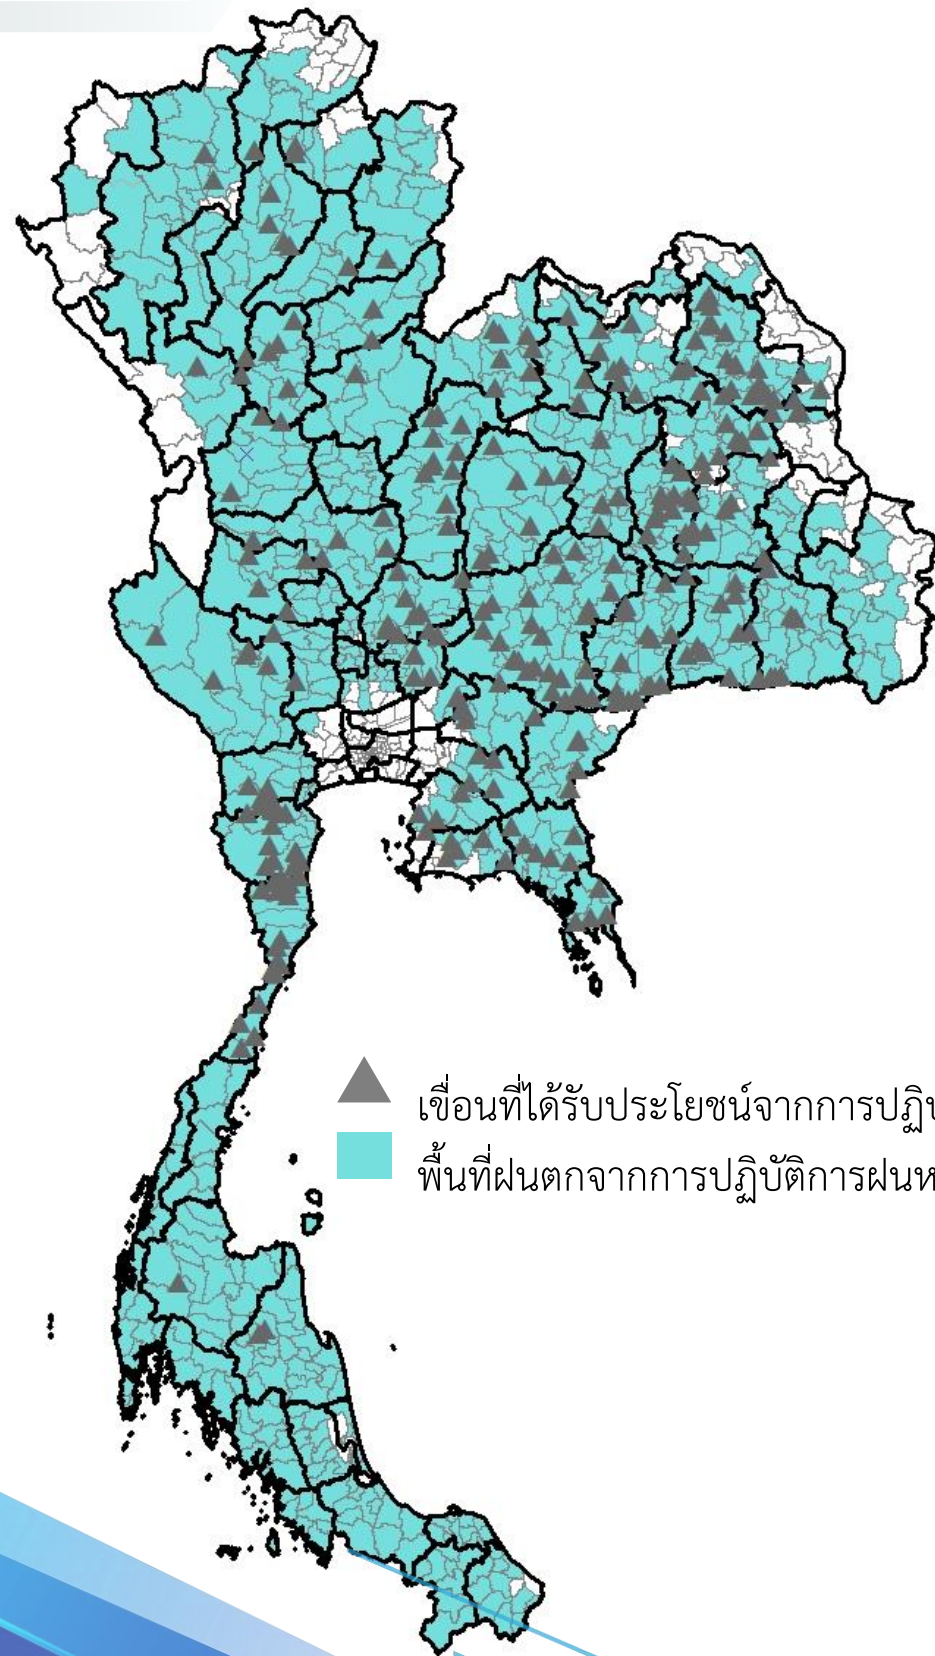 เขื่อนที่ได้รับประโยชน์จากการปฏิบ
พื้นที่ฝนตกจากการปฏิบัติการฝนห